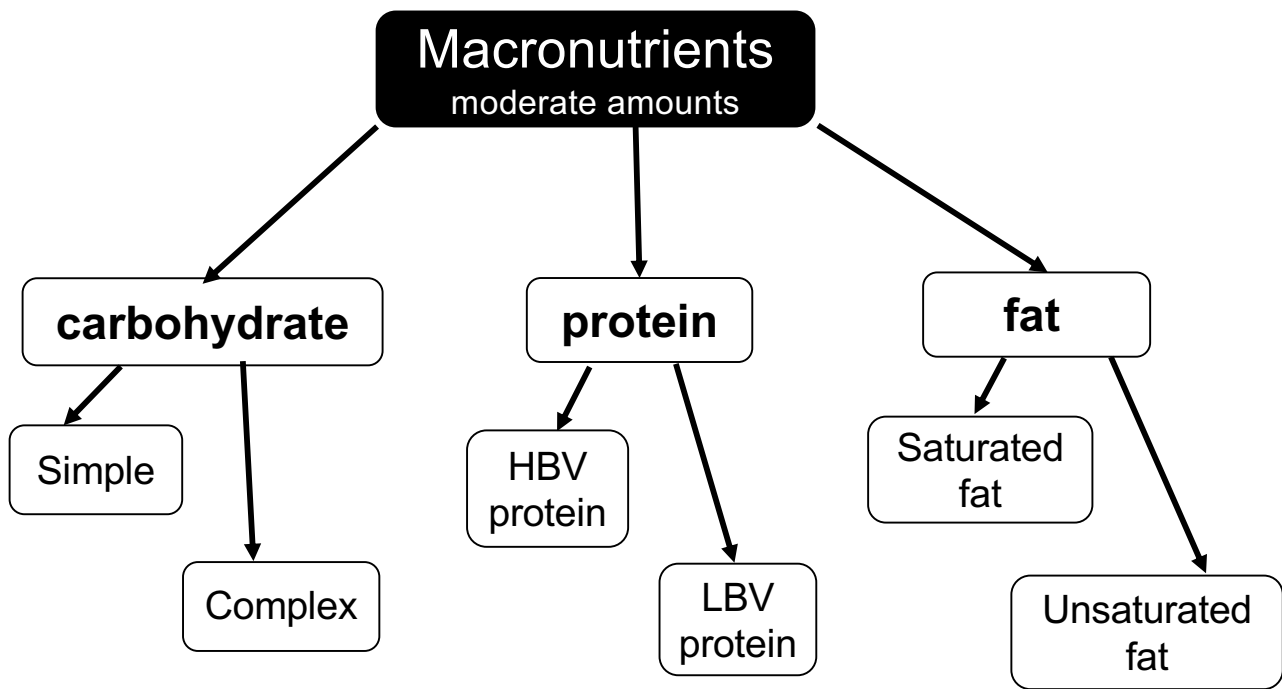 Macronutrients
moderate amounts
carbohydrate
protein
fat
Simple
Complex
HBV
protein
LBV
protein
Saturated
fat
Unsaturated
fat